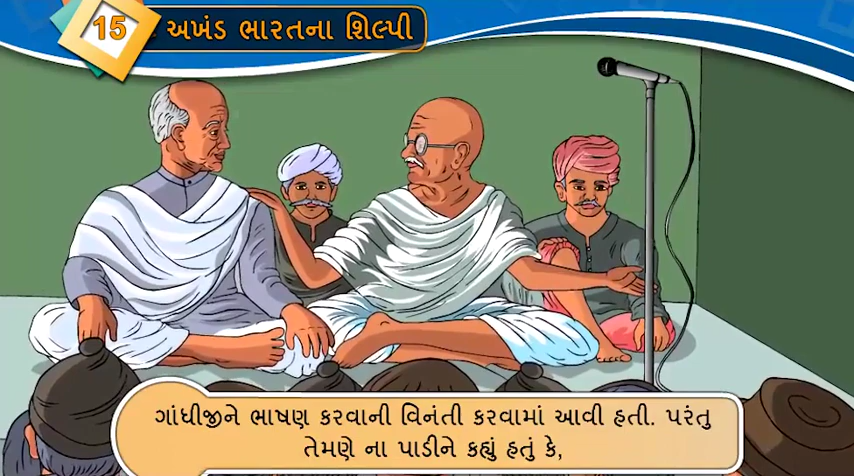 15 અખંડ ભારતના શિલ્પી
ગાંધીજીને ભાષણ કરવાની વિનંતી કરવામાં આવી હતી. પરંતુ
તેમણે ના પાડીને કહ્યું હતું કે,